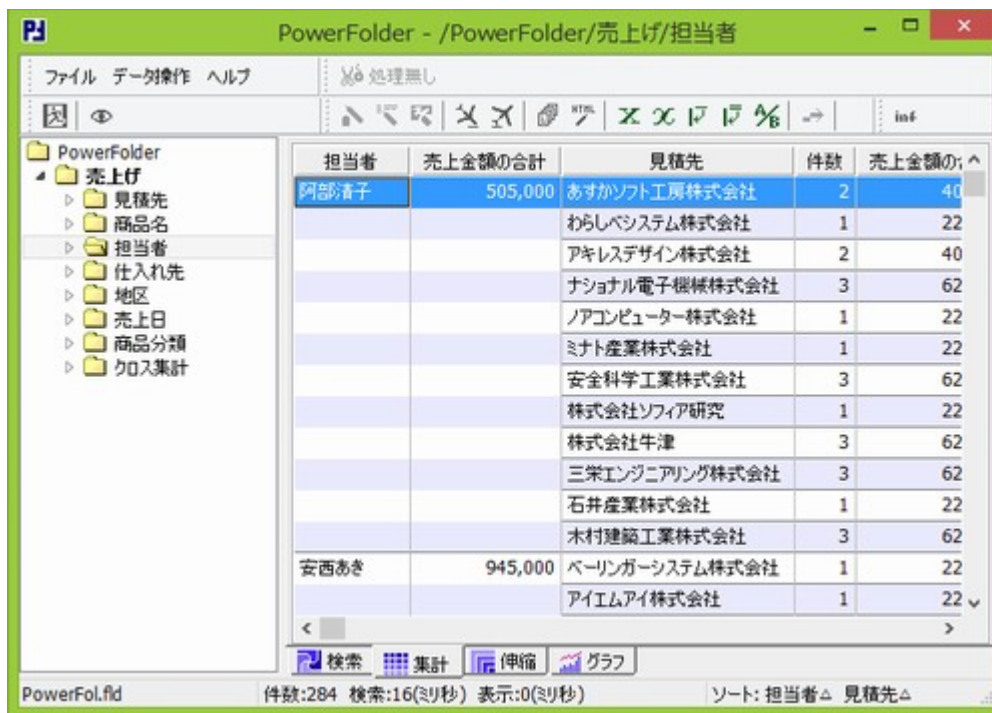 PowerFolder - /PowerFolder/売上げ/担当者
ファイル データ操作 ヘルプ 処理無し
HTML A/B inf
PowerFolder
売上げ
見積先
商品名
担当者
仕入れ先
地区
売上日
商品分類
クロス集計
担当者 売上金額の合計 見積先 件数 売上金額の
阿部清子 505,000 あすかソフト工房株式会社 2 40
わらしべシステム株式会社 1 22
アキレスデザイン株式会社 2 40
ナショナル電子機械株式会社 3 62
ノアコンピューター株式会社 1 22
ミナト産業株式会社 1 22
安全科学工業株式会社 3 62
株式会社ソフィア研究 1 22
株式会社牛津 3 62
三栄エンジニアリング株式会社 3 62
石井産業株式会社 1 22
木村建築工業株式会社 3 62
安西あき 945,000 ベーリンガーシステム株式会社 1 22
アイエムアイ株式会社 1 22
検索 集計 伸縮 グラフ
PowerFol.fld 件数:284 検索:16(ミリ秒) 表示:0(ミリ秒) ソート: 担当者△ 見積先△